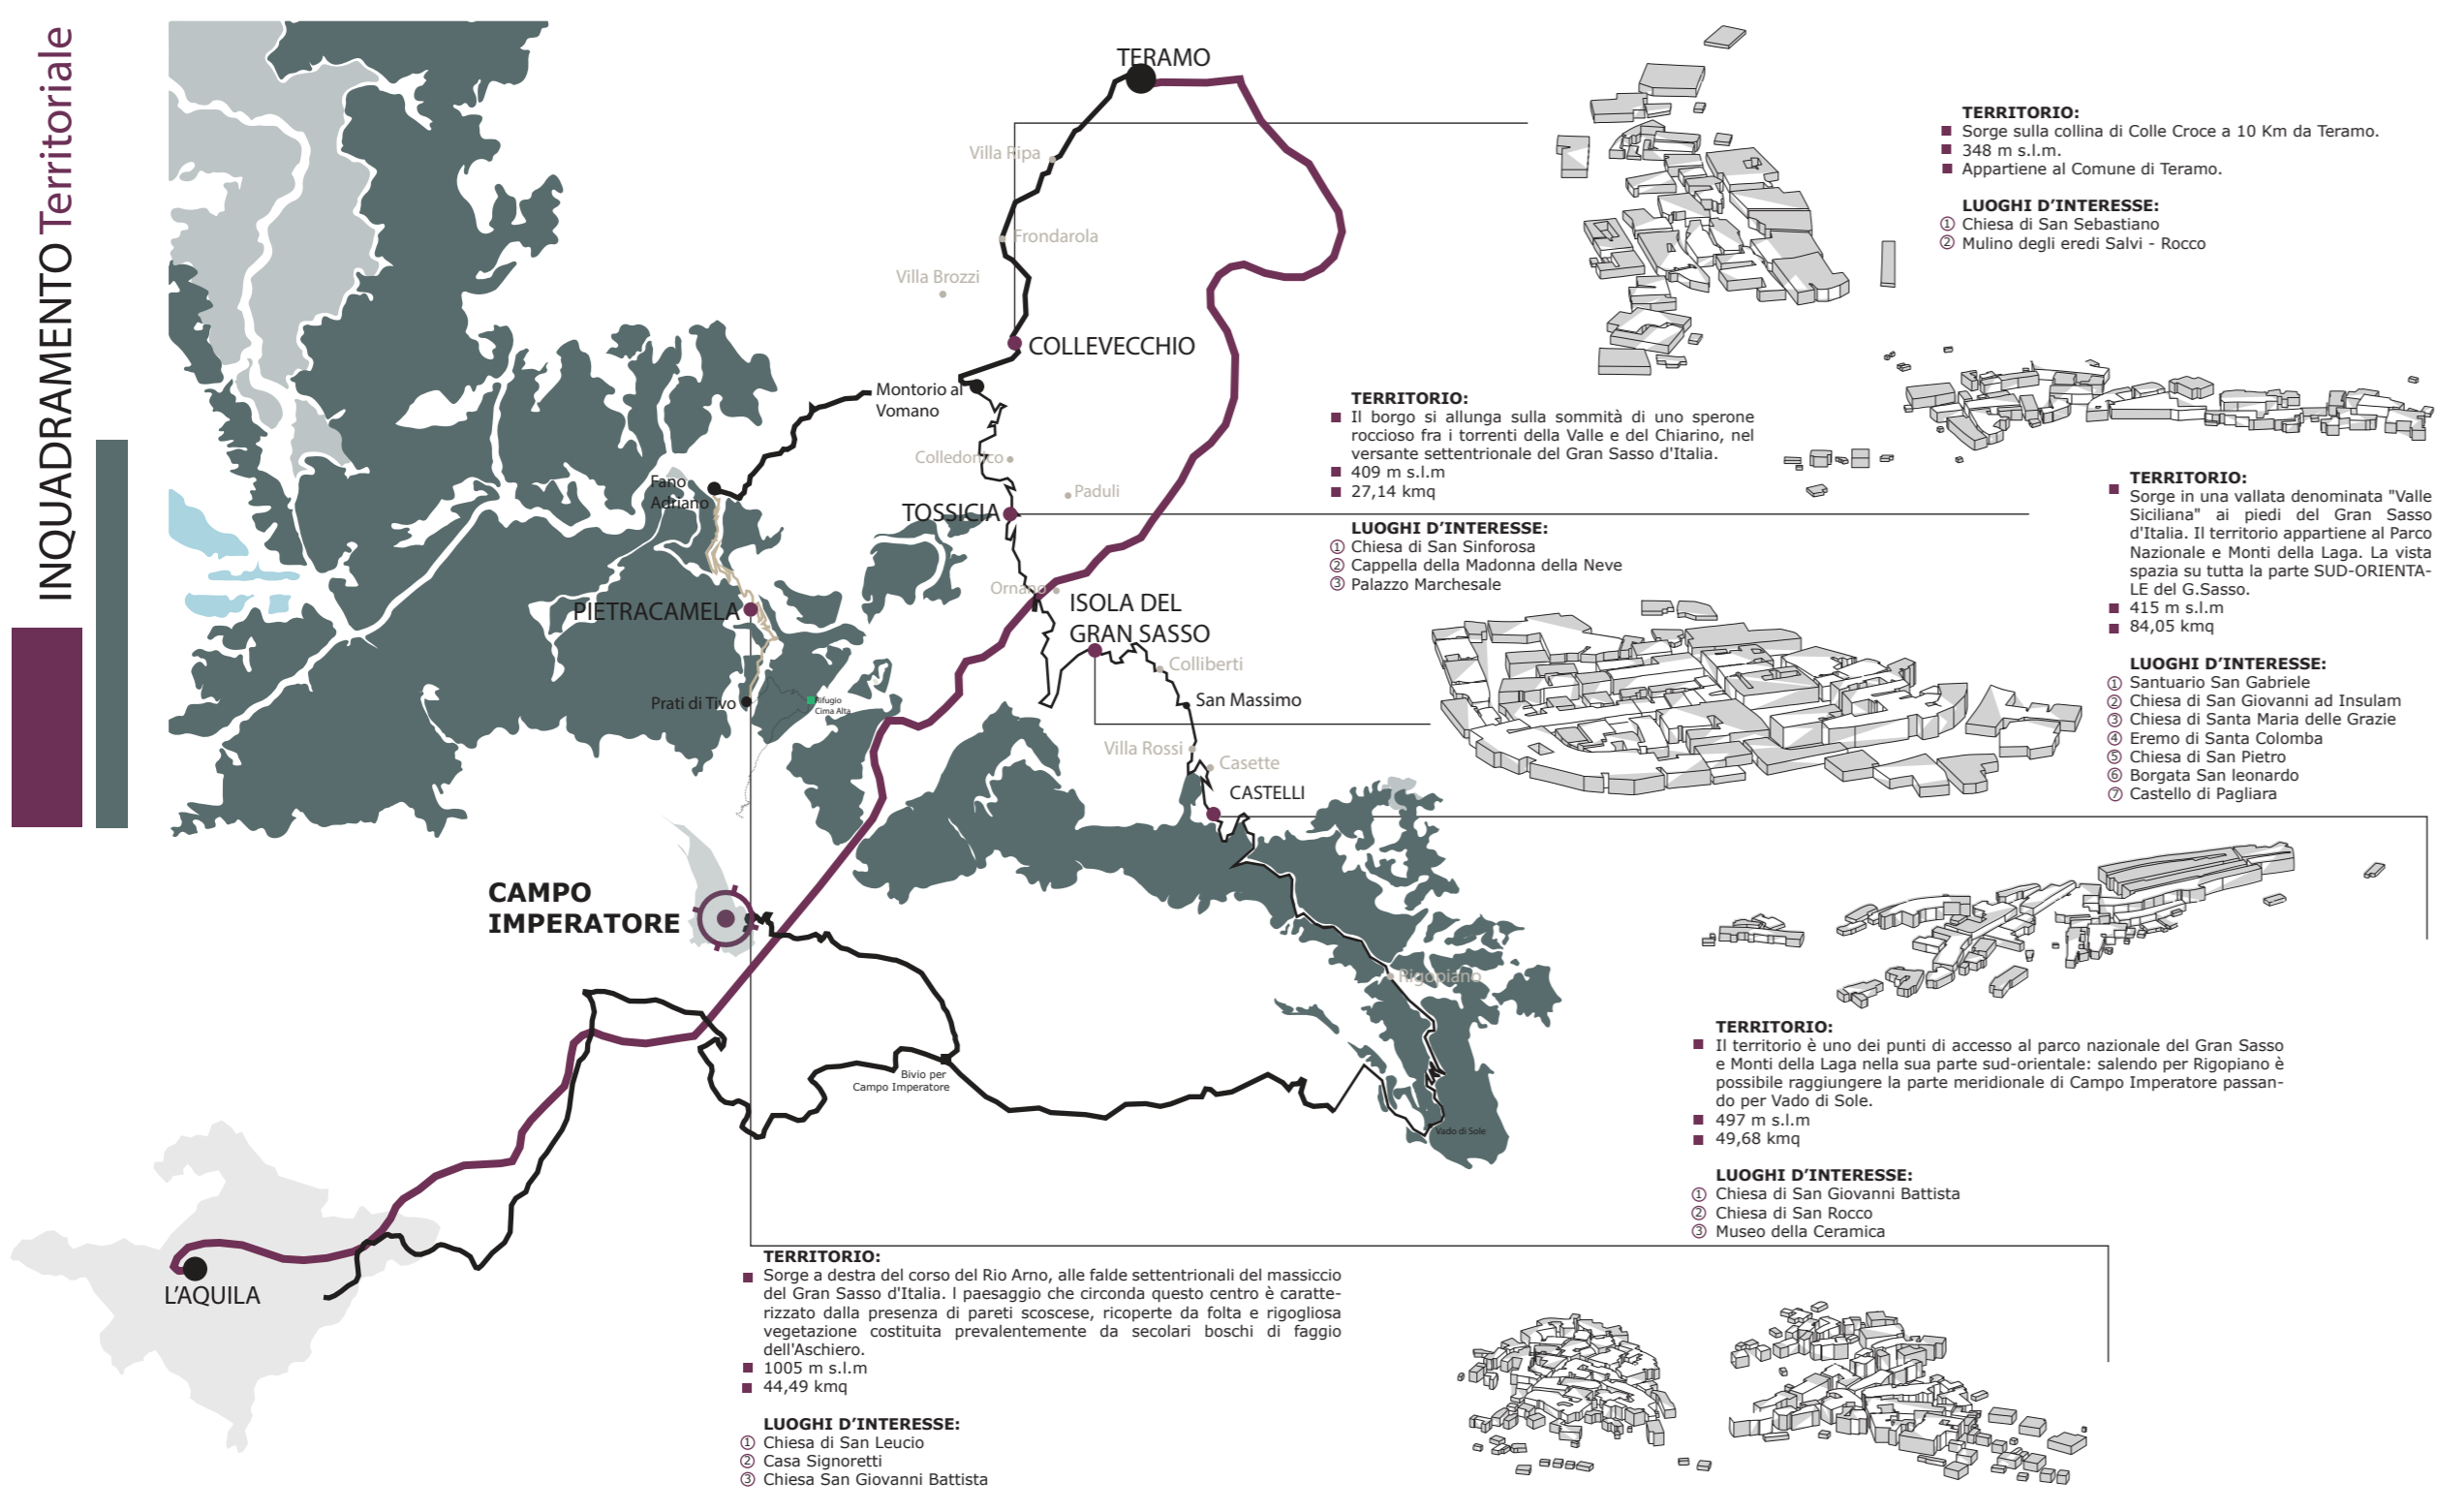 INQUADRAMENTO Territoriale
TERAMO
Villa Ripa
Frondarola
Villa Brozzi
COLLEVECCHIO
Montorio al
Vomano
Colledonico
Fano
Adriano
Paduli
TOSSICIA
Ornano
PIETRACAMELA
ISOLA DEL
GRAN SASSO
Colliberti
Prati di Tivo
Rifugio
Cima Alta
San Massimo
Villa Rossi
Casette
CASTELLI
CAMPO
IMPERATORE
Rigopiano
Bivio per
Campo Imperatore
Vado di Sole
L'AQUILA
TERRITORIO:
Sorge sulla collina di Colle Croce a 10 Km da Teramo.
348 m s.l.m.
Appartiene al Comune di Teramo.
LUOGHI D'INTERESSE:
① Chiesa di San Sebastiano
② Mulino degli eredi Salvi - Rocco
TERRITORIO:
Il borgo si allunga sulla sommità di uno sperone
roccioso fra i torrenti della Valle e del Chiarino, nel
versante settentrionale del Gran Sasso d'Italia.
409 m s.l.m
27,14 kmq
LUOGHI D'INTERESSE:
① Chiesa di San Sinforosa
② Cappella della Madonna della Neve
③ Palazzo Marchesale
TERRITORIO:
Sorge in una vallata denominata "Valle
Siciliana" ai piedi del Gran Sasso
d'Italia. Il territorio appartiene al Parco
Nazionale e Monti della Laga. La vista
spazia su tutta la parte SUD-ORIENTA-
LE del G.Sasso.
415 m s.l.m
84,05 kmq
LUOGHI D'INTERESSE:
① Santuario San Gabriele
② Chiesa di San Giovanni ad Insulam
③ Chiesa di Santa Maria delle Grazie
④ Eremo di Santa Colomba
⑤ Chiesa di San Pietro
⑥ Borgata San leonardo
⑦ Castello di Pagliara
TERRITORIO:
Il territorio è uno dei punti di accesso al parco nazionale del Gran Sasso
e Monti della Laga nella sua parte sud-orientale: salendo per Rigopiano è
possibile raggiungere la parte meridionale di Campo Imperatore passan-
do per Vado di Sole.
497 m s.l.m
49,68 kmq
LUOGHI D'INTERESSE:
① Chiesa di San Giovanni Battista
② Chiesa di San Rocco
③ Museo della Ceramica
TERRITORIO:
Sorge a destra del corso del Rio Arno, alle falde settentrionali del massiccio
del Gran Sasso d'Italia. I paesaggio che circonda questo centro è caratte-
rizzato dalla presenza di pareti scoscese, ricoperte da folta e rigogliosa
vegetazione costituita prevalentemente da secolari boschi di faggio
dell'Aschiero.
1005 m s.l.m
44,49 kmq
LUOGHI D'INTERESSE:
① Chiesa di San Leucio
② Casa Signoretti
③ Chiesa San Giovanni Battista